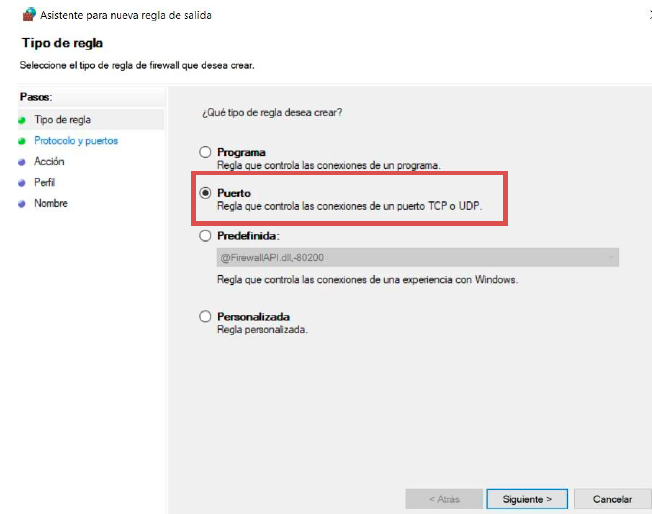 Asistente para nueva regla de salida
Tipo de regla
Seleccione el tipo de regla de firewall que desea crear.
Pasos:
Tipo de regla
Protocolo y puertos
Acción
Perfil
Nombre
¿Qué tipo de regla desea crear?
Programa
Regla que controla las conexiones de un programa.
Puerto
Regla que controla las conexiones de un puerto TCP o UDP.
Predefinida:
@FirewallAPI.dll,-80200
Regla que controla las conexiones de una experiencia con Windows.
Personalizada
Regla personalizada.
< Atrás
Siguiente >
Cancelar